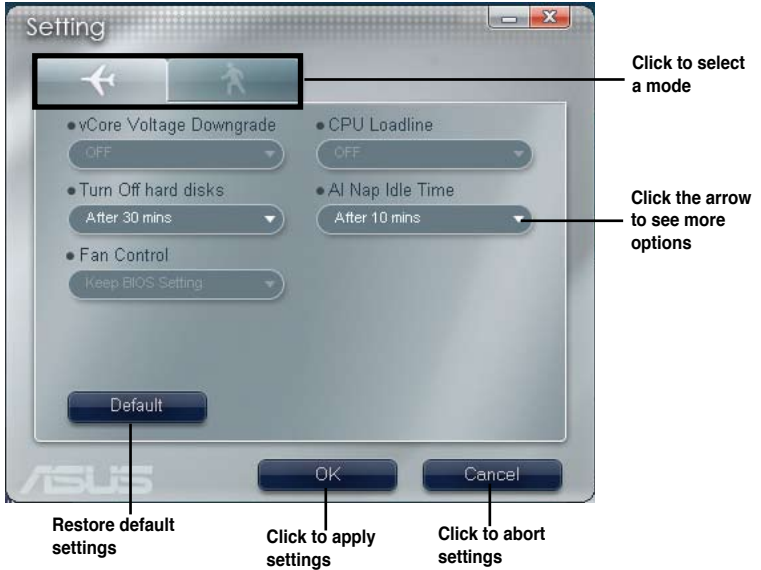 Setting
Click to select
a mode
vCore Voltage Downgrade
CPU Loadline
OFF
OFF
Turn Off hard disks
AI Nap Idle Time
After 30 mins
After 10 mins
Click the arrow
to see more
options
Fan Control
Keep BIOS Setting
Default
ASUS
OK
Cancel
Restore default
settings
Click to apply
settings
Click to abort
settings